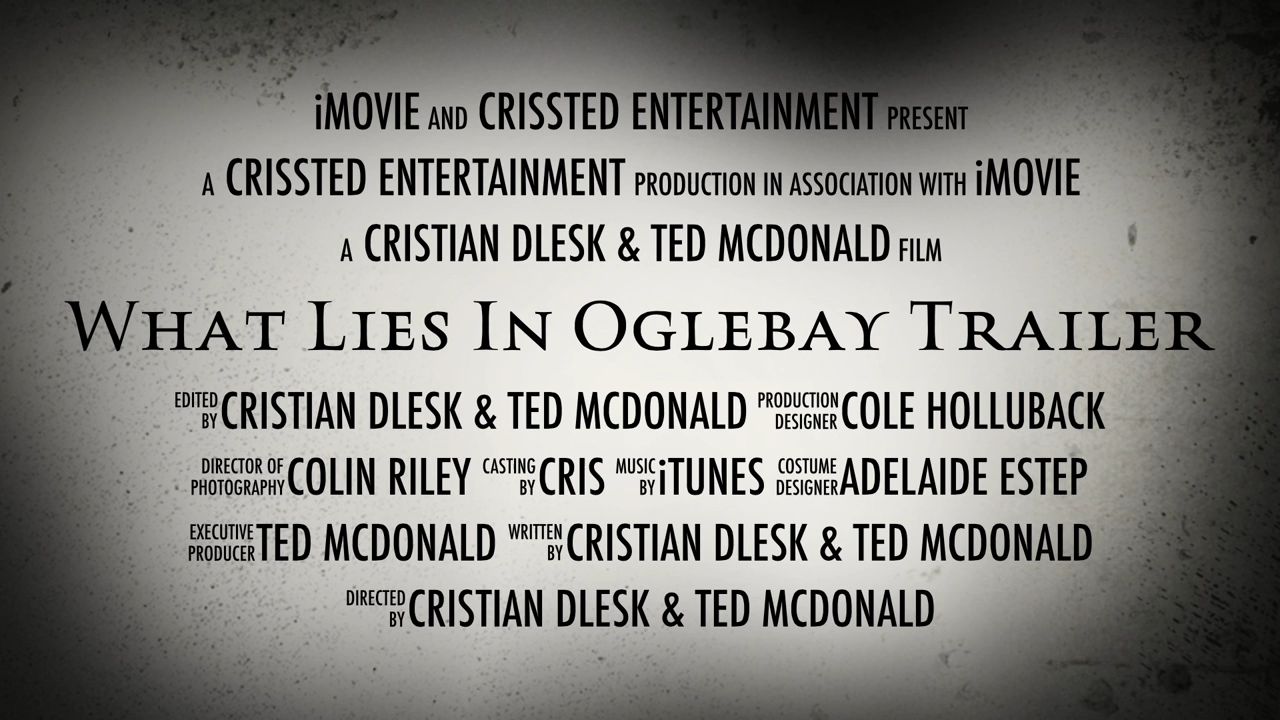 iMOVIE AND CRISSTED ENTERTAINMENT PRESENT
A CRISSTED ENTERTAINMENT PRODUCTION IN ASSOCIATION WITH iMOVIE
A CRISTIAN DLESK & TED MCDONALD FILM
WHAT LIES IN OGLEBAY TRAILER
EDITED BY CRISTIAN DLESK & TED MCDONALD PRODUCTION DESIGNER COLE HOLLUBACK
DIRECTOR OF PHOTOGRAPHY COLIN RILEY CASTING BY CRIS MUSIC BY iTUNES COSTUME DESIGNER ADELAIDE ESTEP
EXECUTIVE PRODUCER TED MCDONALD WRITTEN BY CRISTIAN DLESK & TED MCDONALD
DIRECTED BY CRISTIAN DLESK & TED MCDONALD